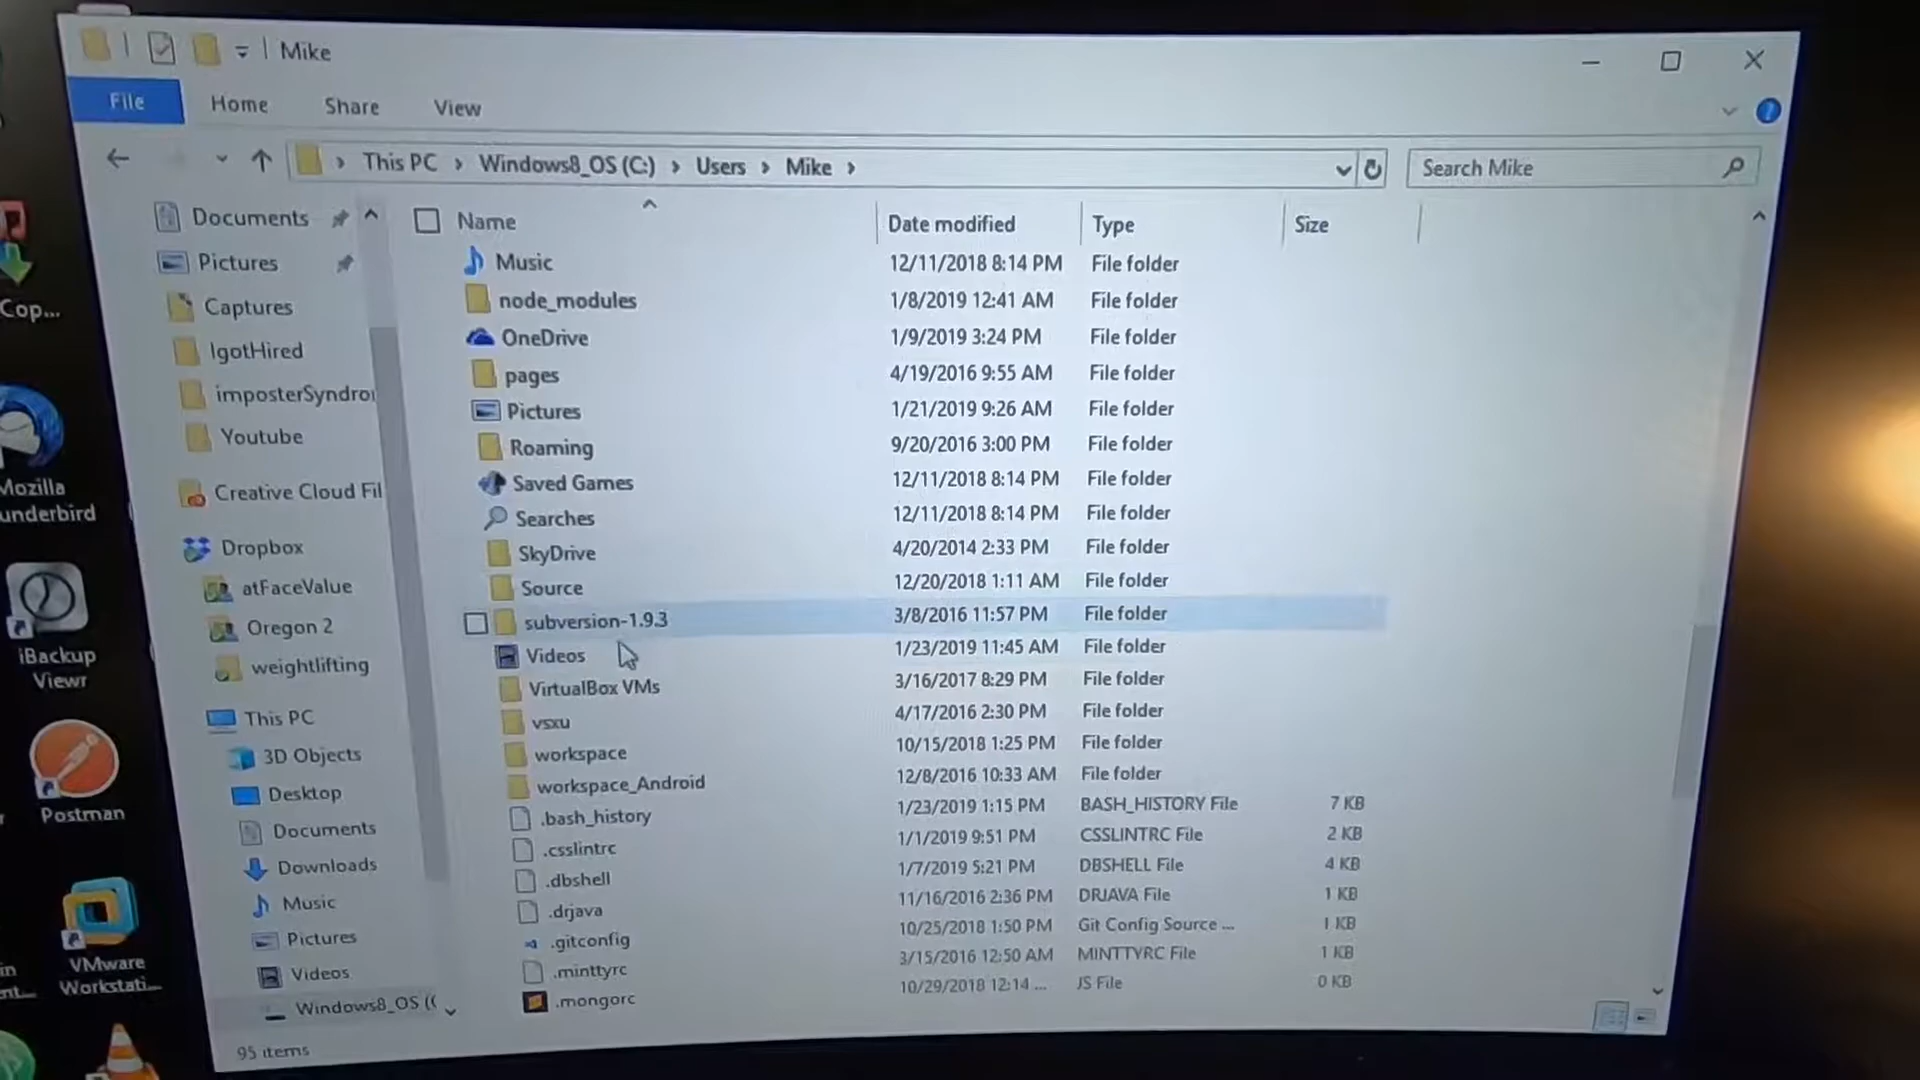 Mike
File Home Share View
This PC > Windows8_OS (C:) > Users > Mike >
Search Mike
Name Date modified Type Size
Music 12/11/2018 8:14 PM File folder
node_modules 1/8/2019 12:41 AM File folder
OneDrive 1/9/2019 3:24 PM File folder
pages 4/19/2016 9:55 AM File folder
Pictures 1/21/2019 9:26 AM File folder
Roaming 9/20/2016 3:00 PM File folder
Saved Games 12/11/2018 8:14 PM File folder
Searches 12/11/2018 8:14 PM File folder
SkyDrive 4/20/2014 2:33 PM File folder
Source 12/20/2018 1:11 AM File folder
subversion-1.9.3 3/8/2016 11:57 PM File folder
Videos 1/23/2019 11:45 AM File folder
VirtualBox VMs 3/16/2017 8:29 PM File folder
vsxu 4/17/2016 2:30 PM File folder
workspace 10/15/2018 1:25 PM File folder
workspace_Android 12/8/2016 10:33 AM File folder
.bash_history 1/23/2019 1:15 PM BASH_HISTORY File 7 KB
.csslintrc 1/1/2019 9:51 PM CSSLINTRC File 2 KB
.dbshell 1/7/2019 5:21 PM DBSHELL File 4 KB
.drjava 11/16/2016 2:36 PM DRJAVA File 1 KB
.gitconfig 10/25/2018 1:50 PM Git Config Source ... 1 KB
.minttyrc 3/15/2016 12:50 AM MINTTYRC File 1 KB
.mongorc 10/29/2018 12:14 ... JS File 0 KB
Documents
Pictures
Captures
IgotHired
imposterSyndro
Youtube
Creative Cloud Fil
Dropbox
atFaceValue
Oregon 2
weightlifting
This PC
3D Objects
Desktop
Documents
Downloads
Music
Pictures
Videos
Windows8_OS (
95 items
Cop...
Mozilla
underbird
iBackup
Viewr
Postman
VMware
Workstati...